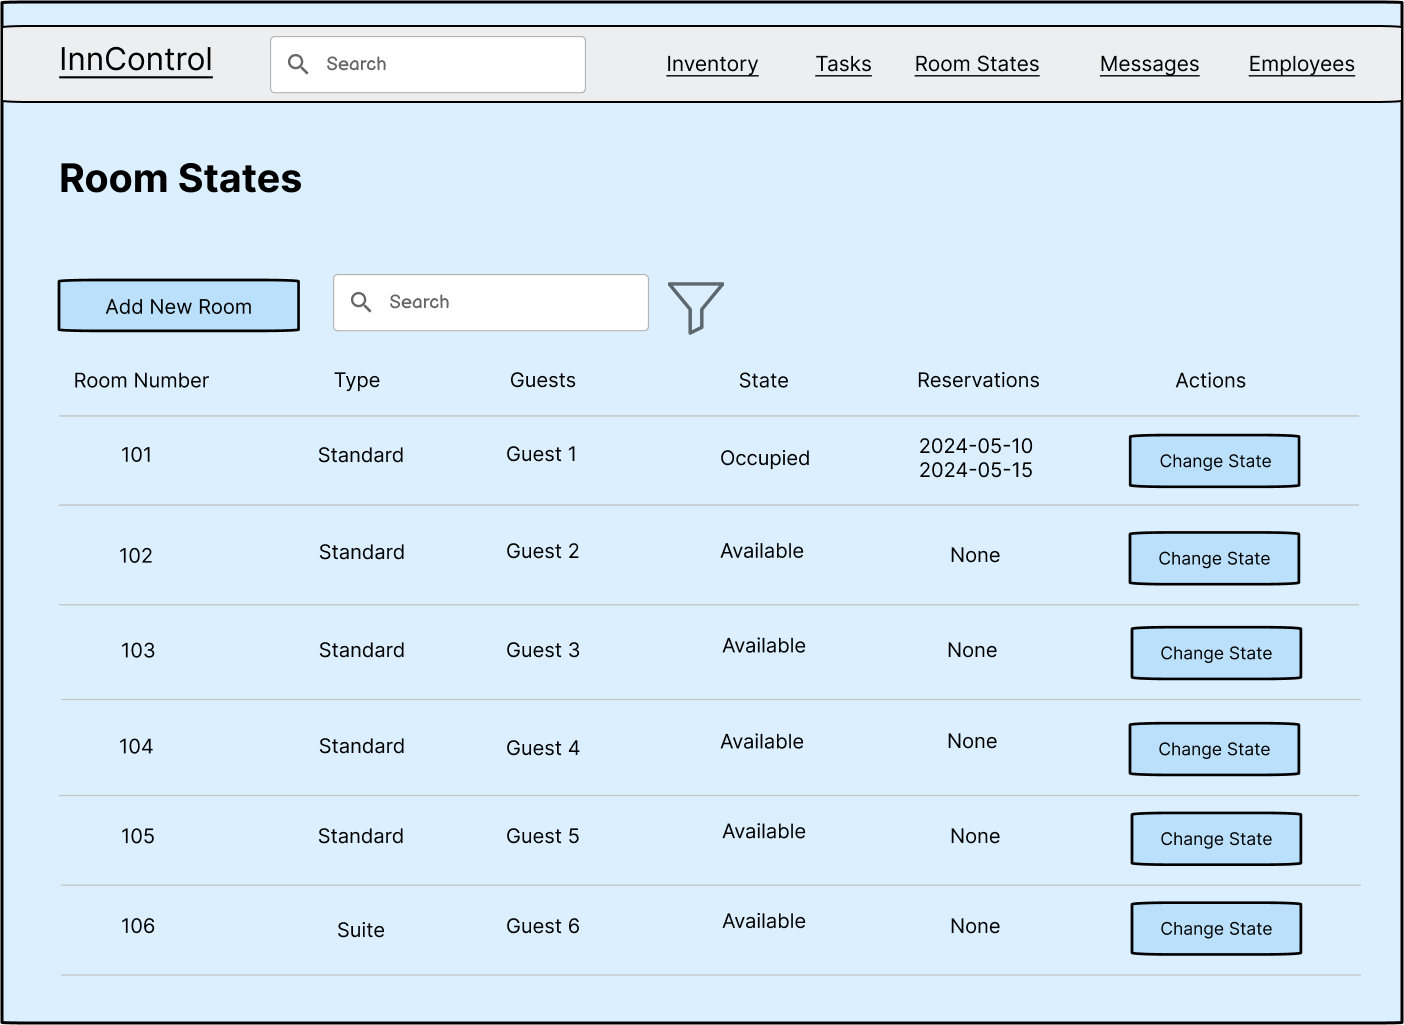 InnControl
Search
Inventory
Tasks
Room States
Messages
Employees
Room States
Add New Room
Search
Room Number
Type
Guests
State
Reservations
Actions
101
Standard
Guest 1
Occupied
2024-05-10
2024-05-15
Change State
102
Standard
Guest 2
Available
None
Change State
103
Standard
Guest 3
Available
None
Change State
104
Standard
Guest 4
Available
None
Change State
105
Standard
Guest 5
Available
None
Change State
106
Suite
Guest 6
Available
None
Change State